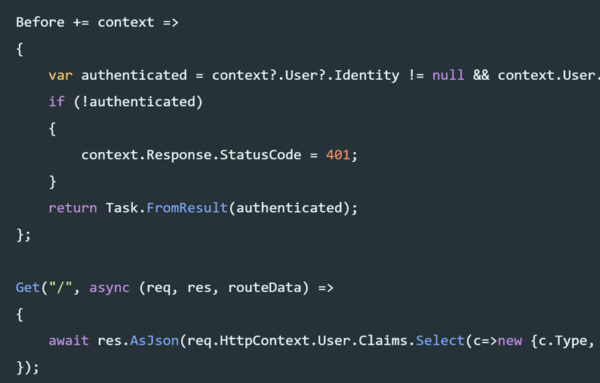 Before += context =>
{
    var authenticated = context?.User?.Identity != null && context.User.
    if (!authenticated)
    {
        context.Response.StatusCode = 401;
    }
    return Task.FromResult(authenticated);
};

Get("/", async (req, res, routeData) =>
{
    await res.AsJson(req.HttpContext.User.Claims.Select(c=>new {c.Type,
});